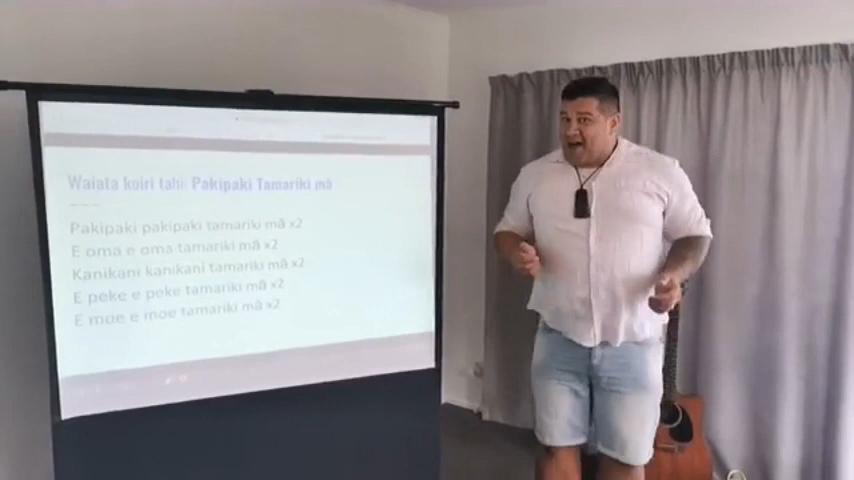 Waiata koiri tahi: Pakipaki Tamariki mā
Pakipaki pakipaki tamariki mā x2
E oma e oma tamariki mā x2
Kanikani kanikani tamariki mā x2
E peke e peke tamariki mā x2
E moe e moe tamariki mā x2